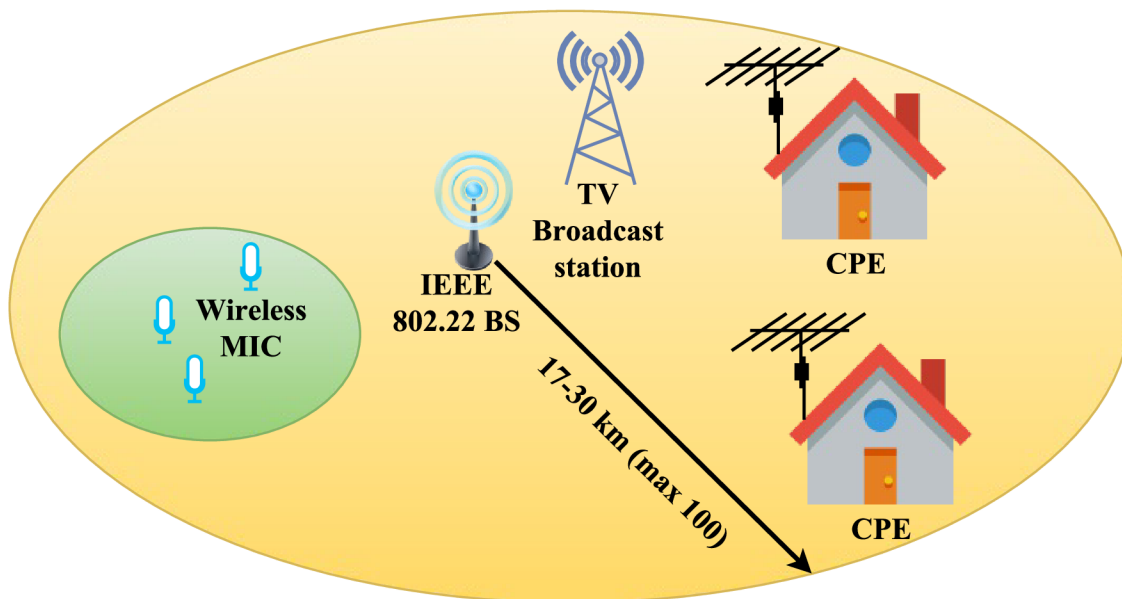 TV
Broadcast
station
CPE
IEEE
802.22 BS
Wireless
MIC
17-30 km (max 100)
CPE